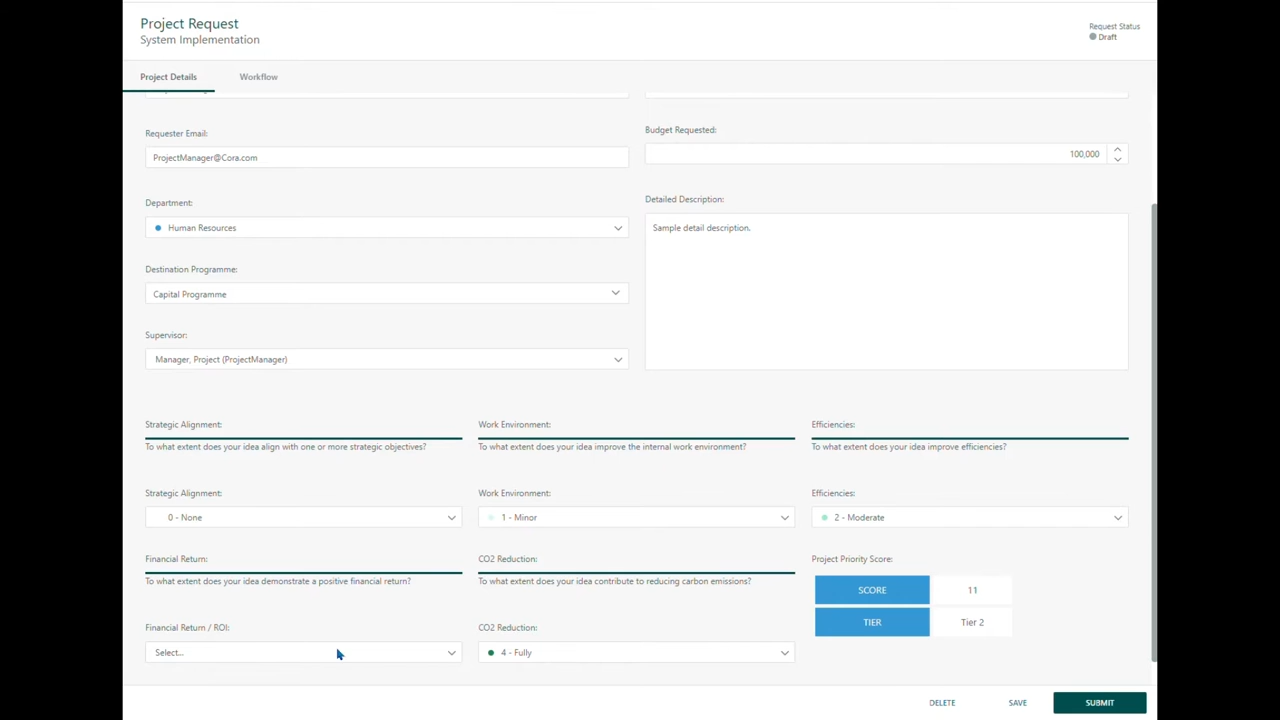 Project Request
System Implementation
Request Status
Draft
Project Details
Workflow
Requester Email:
ProjectManager@Cora.com
Budget Requested:
100,000
Department:
Human Resources
Detailed Description:
Sample detail description.
Destination Programme:
Capital Programme
Supervisor:
Manager, Project (ProjectManager)
Strategic Alignment:
To what extent does your idea align with one or more strategic objectives?
Work Environment:
To what extent does your idea improve the internal work environment?
Efficiencies:
To what extent does your idea improve efficiencies?
Strategic Alignment:
0 - None
Work Environment:
1 - Minor
Efficiencies:
2 - Moderate
Financial Return:
To what extent does your idea demonstrate a positive financial return?
CO2 Reduction:
To what extent does your idea contribute to reducing carbon emissions?
Project Priority Score:
SCORE 11
TIER Tier 2
Financial Return / ROI:
Select...
CO2 Reduction:
4 - Fully
DELETE
SAVE
SUBMIT